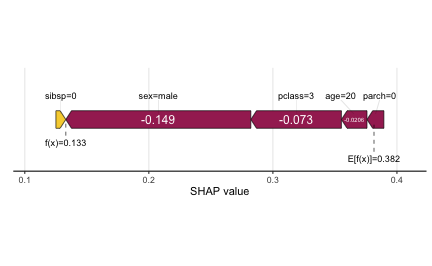 sibsp=0 sex=male pclass=3 age=20 parch=0
-0.149 -0.073 -0.0206
f(x)=0.133
E[f(x)]=0.382
0.1 0.2 0.3 0.4
SHAP value